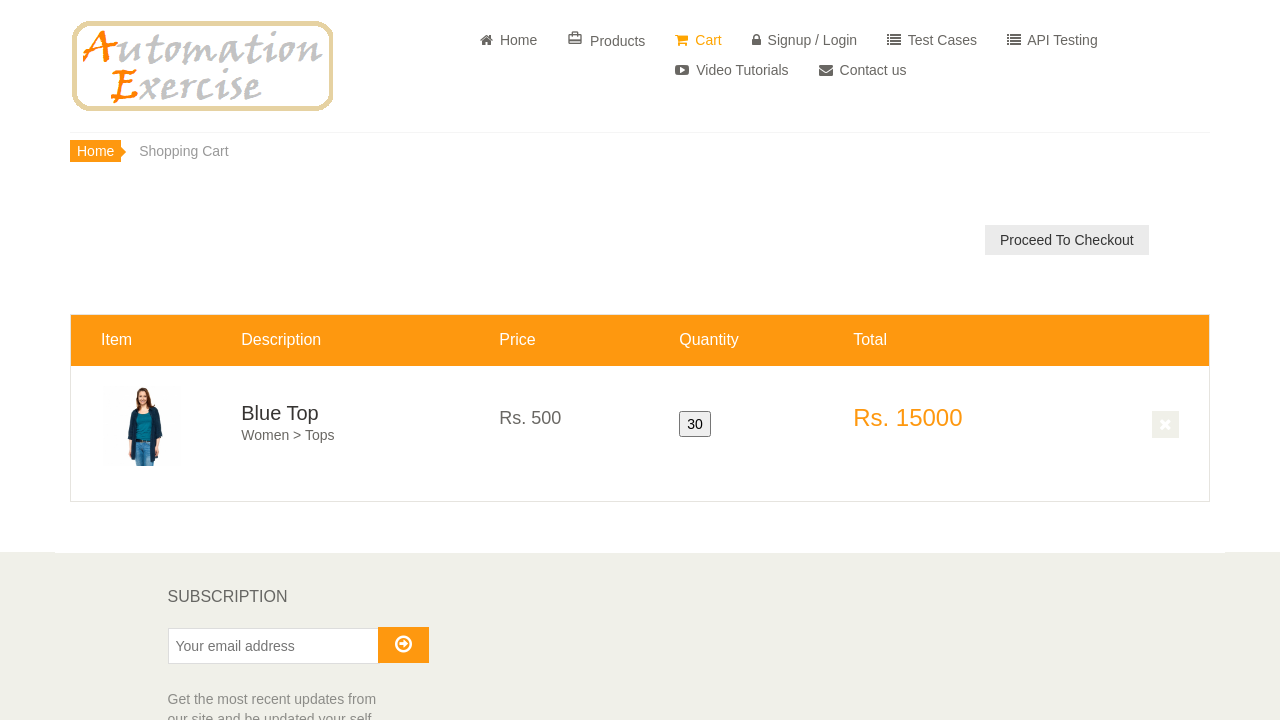 Automation
Exercise
Home
Products
Cart
Signup / Login
Test Cases
API Testing
Video Tutorials
Contact us
Home
Shopping Cart
Proceed To Checkout
Item Description Price Quantity Total
Blue Top
Women > Tops
Rs. 500
30
Rs. 15000
SUBSCRIPTION
Your email address
Get the most recent updates from
our site and be updated your self